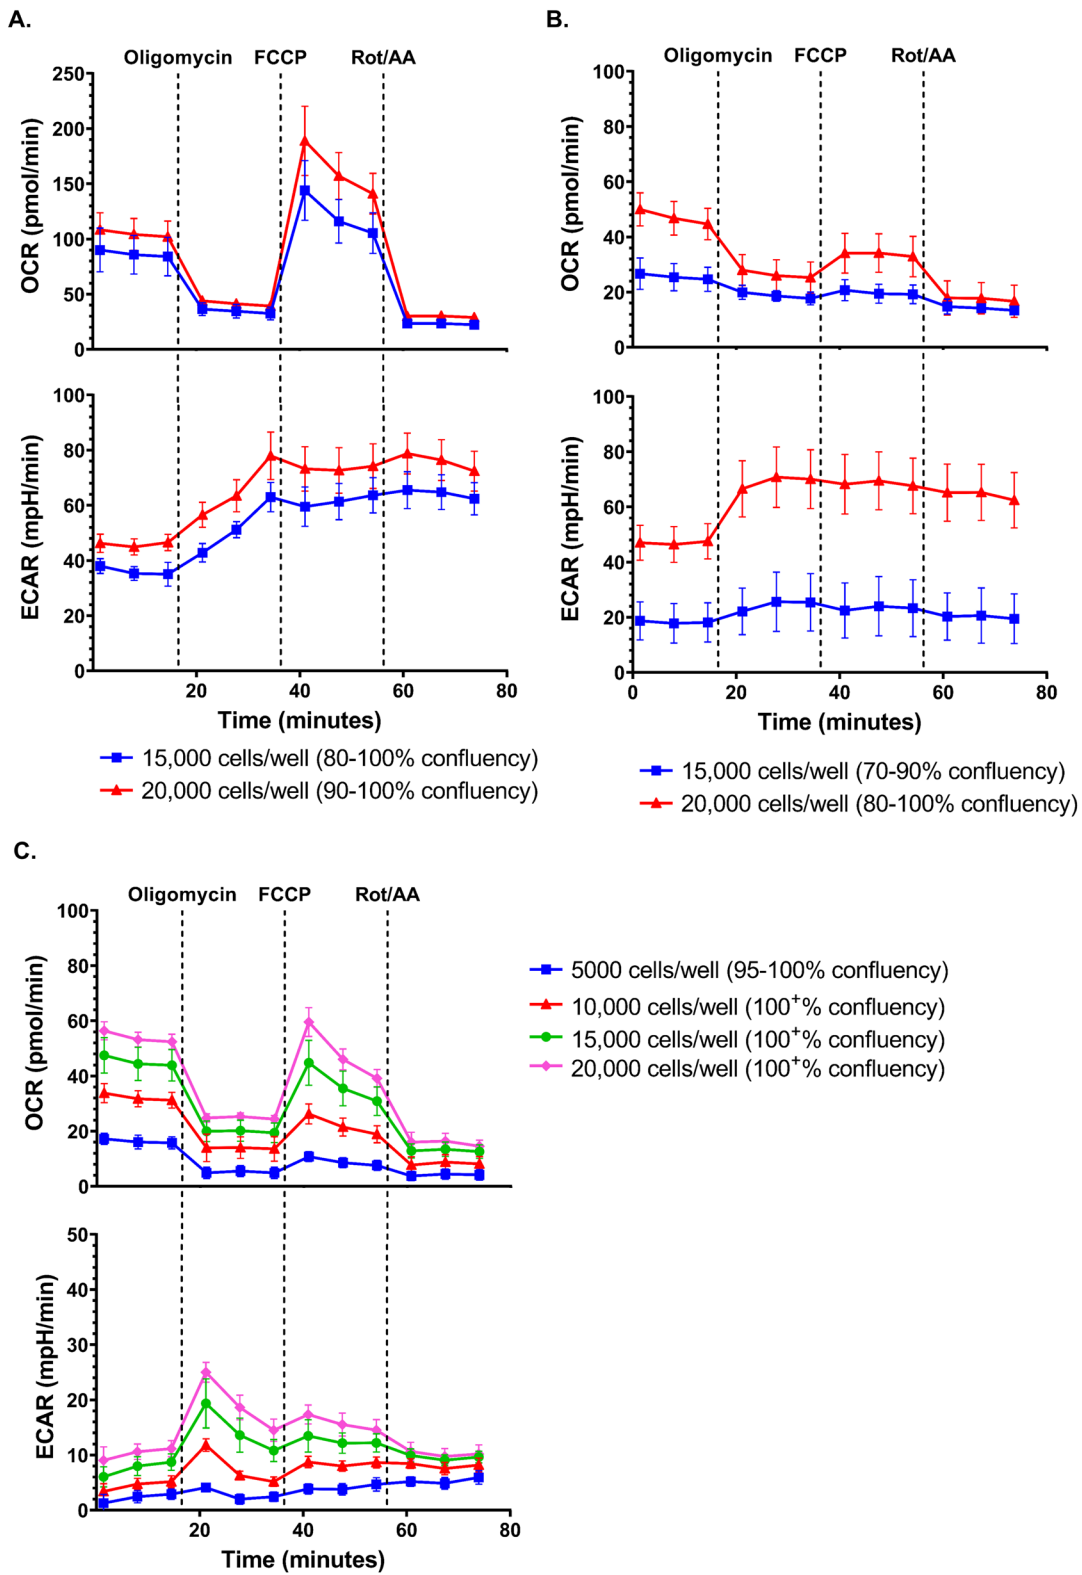 A.
Oligomycin FCCP Rot/AA
OCR (pmol/min)
250
200
150
100
50
0
ECAR (mpH/min)
100
80
60
40
20
0
20 40 60 80
Time (minutes)
15,000 cells/well (80-100% confluency)
20,000 cells/well (90-100% confluency)
B.
Oligomycin FCCP Rot/AA
OCR (pmol/min)
100
80
60
40
20
0
ECAR (mpH/min)
100
80
60
40
20
0
0 20 40 60 80
Time (minutes)
15,000 cells/well (70-90% confluency)
20,000 cells/well (80-100% confluency)
C.
Oligomycin FCCP Rot/AA
OCR (pmol/min)
100
80
60
40
20
0
ECAR (mpH/min)
50
40
30
20
10
0
20 40 60 80
Time (minutes)
5000 cells/well (95-100% confluency)
10,000 cells/well (100⁺% confluency)
15,000 cells/well (100⁺% confluency)
20,000 cells/well (100⁺% confluency)